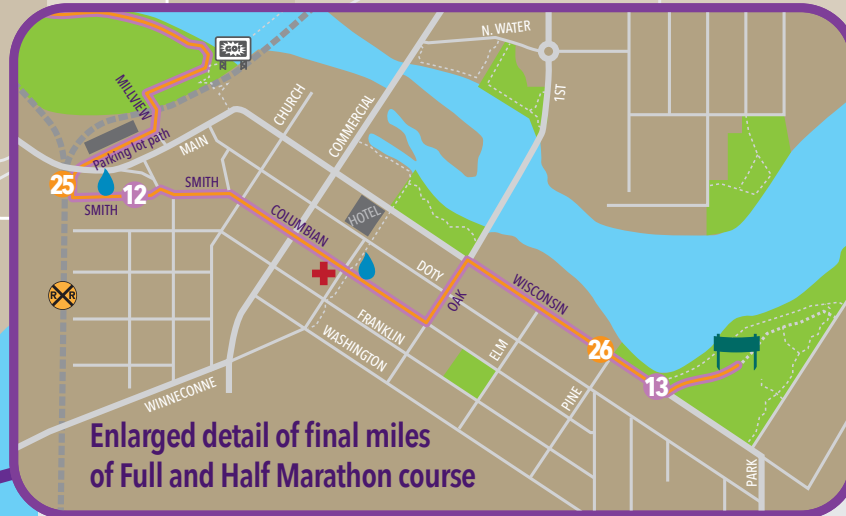 N. WATER
GO!
1ST
MILLVIEW
CHURCH
COMMERCIAL
Parking lot path
MAIN
25
12
SMITH
SMITH
HOTEL
COLUMBIAN
DOTY
WISCONSIN
OAK
R R
FRANKLIN
WASHINGTON
ELM
26
13
PINE
WINNECONNE
PARK
Enlarged detail of final miles
of Full and Half Marathon course